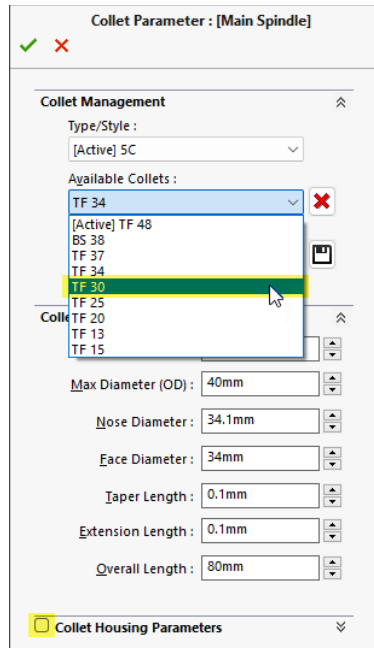 Collet Parameter : [Main Spindle]
Collet Management
Type/Style :
[Active] 5C
Available Collets :
TF 34
[Active] TF 48
BS 38
TF 37
TF 34
TF 30
TF 25
TF 20
TF 13
TF 15
Max Diameter (OD) : 40mm
Nose Diameter : 34.1mm
Face Diameter : 34mm
Taper Length : 0.1mm
Extension Length : 0.1mm
Overall Length : 80mm
Collet Housing Parameters